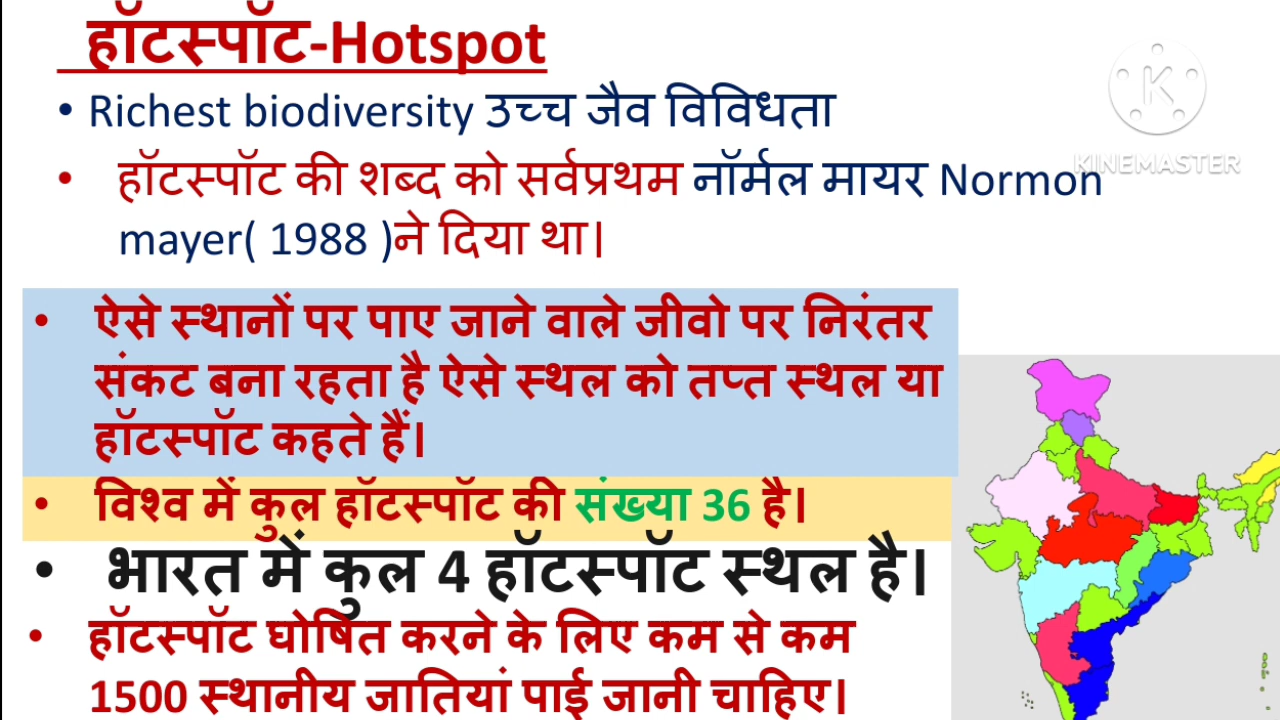 हॉटस्पॉट-Hotspot
• Richest biodiversity उच्च जैव विविधता
• हॉटस्पॉट की शब्द को सर्वप्रथम नॉर्मल मायर Normon
mayer( 1988 )ने दिया था।
• ऐसे स्थानों पर पाए जाने वाले जीवो पर निरंतर
संकट बना रहता है ऐसे स्थल को तप्त स्थल या
हॉटस्पॉट कहते हैं।
• विश्व में कुल हॉटस्पॉट की संख्या 36 है।
• भारत में कुल 4 हॉटस्पॉट स्थल है।
• हॉटस्पॉट घोषित करने के लिए कम से कम
1500 स्थानीय जातियां पाई जानी चाहिए।
K
KINEMASTER